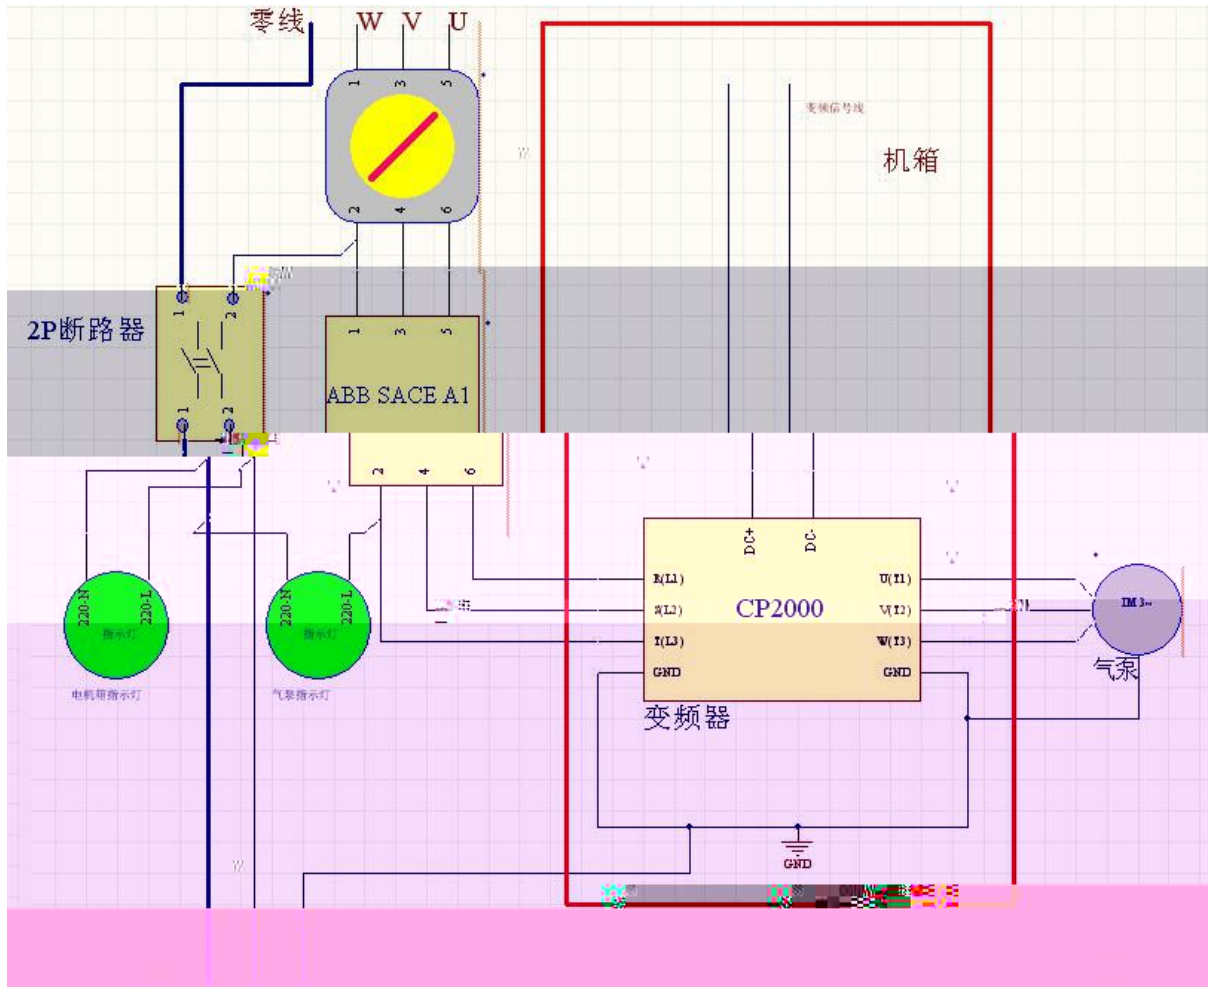 零线 W V U
1 3 5
变频信号线
机箱
2 4 6
2P断路器
1 2
1 3 5
ABB SACE A1
1 2
2 4 6
DC+ DC-
R(L1) U(T1)
S(L2) CP2000 V(T2)
T(L3) W(T3)
GND GND
IM 3~
气泵
变频器
220-N 220-L
指示灯
电机箱指示灯
220-N 220-L
指示灯
气泵指示灯
GND